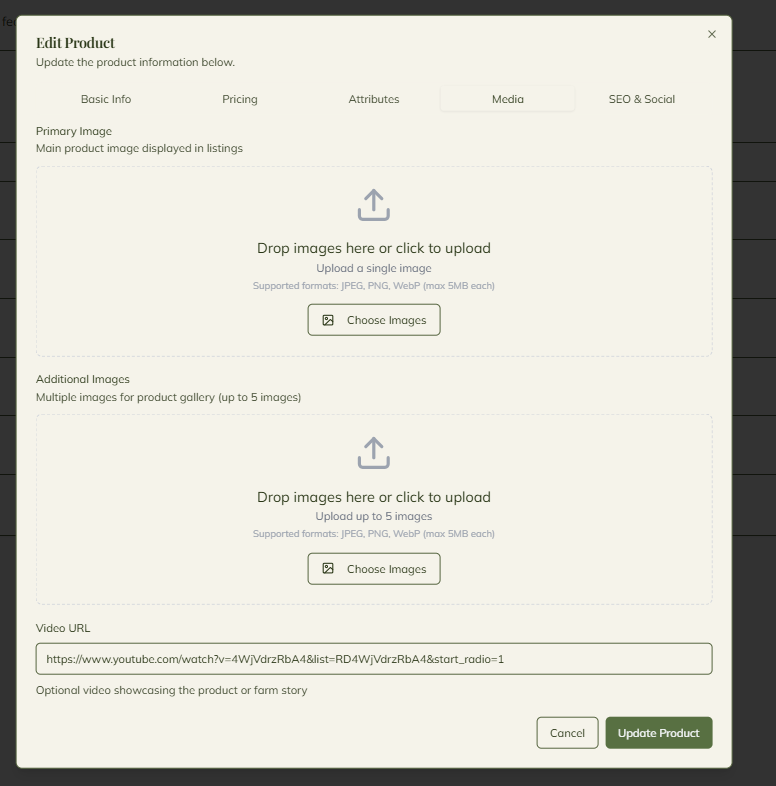 fe
Edit Product
Update the product information below.
Basic Info
Pricing
Attributes
Media
SEO & Social
Primary Image
Main product image displayed in listings
Drop images here or click to upload
Upload a single image
Supported formats: JPEG, PNG, WebP (max 5MB each)
Choose Images
Additional Images
Multiple images for product gallery (up to 5 images)
Drop images here or click to upload
Upload up to 5 images
Supported formats: JPEG, PNG, WebP (max 5MB each)
Choose Images
Video URL
https://www.youtube.com/watch?v=4WjVdrzRbA4&list=RD4WjVdrzRbA4&start_radio=1
Optional video showcasing the product or farm story
Cancel
Update Product